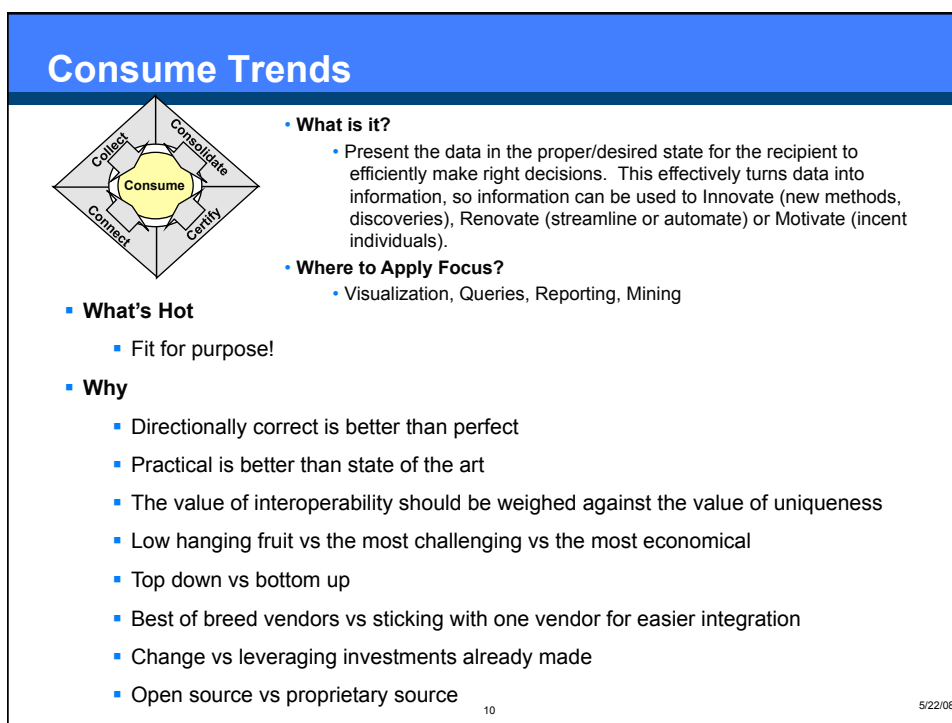 Consume Trends
Collect
Consolidate
Consume
Connect
Certify
• What is it?
• Present the data in the proper/desired state for the recipient to
efficiently make right decisions. This effectively turns data into
information, so information can be used to Innovate (new methods,
discoveries), Renovate (streamline or automate) or Motivate (incent
individuals).
• Where to Apply Focus?
• Visualization, Queries, Reporting, Mining
▪ What's Hot
▪ Fit for purpose!
▪ Why
▪ Directionally correct is better than perfect
▪ Practical is better than state of the art
▪ The value of interoperability should be weighed against the value of uniqueness
▪ Low hanging fruit vs the most challenging vs the most economical
▪ Top down vs bottom up
▪ Best of breed vendors vs sticking with one vendor for easier integration
▪ Change vs leveraging investments already made
▪ Open source vs proprietary source
10